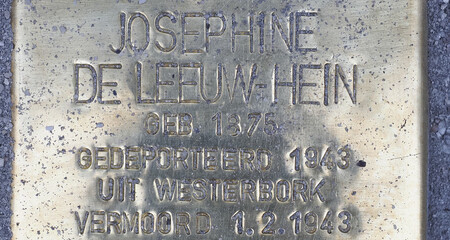 JOSEPHINE
DE LEEUW-HEIN
GEB. 1875
GEDEPORTEERD 1943
UIT WESTERBORK
VERMOORD 1.2.1943